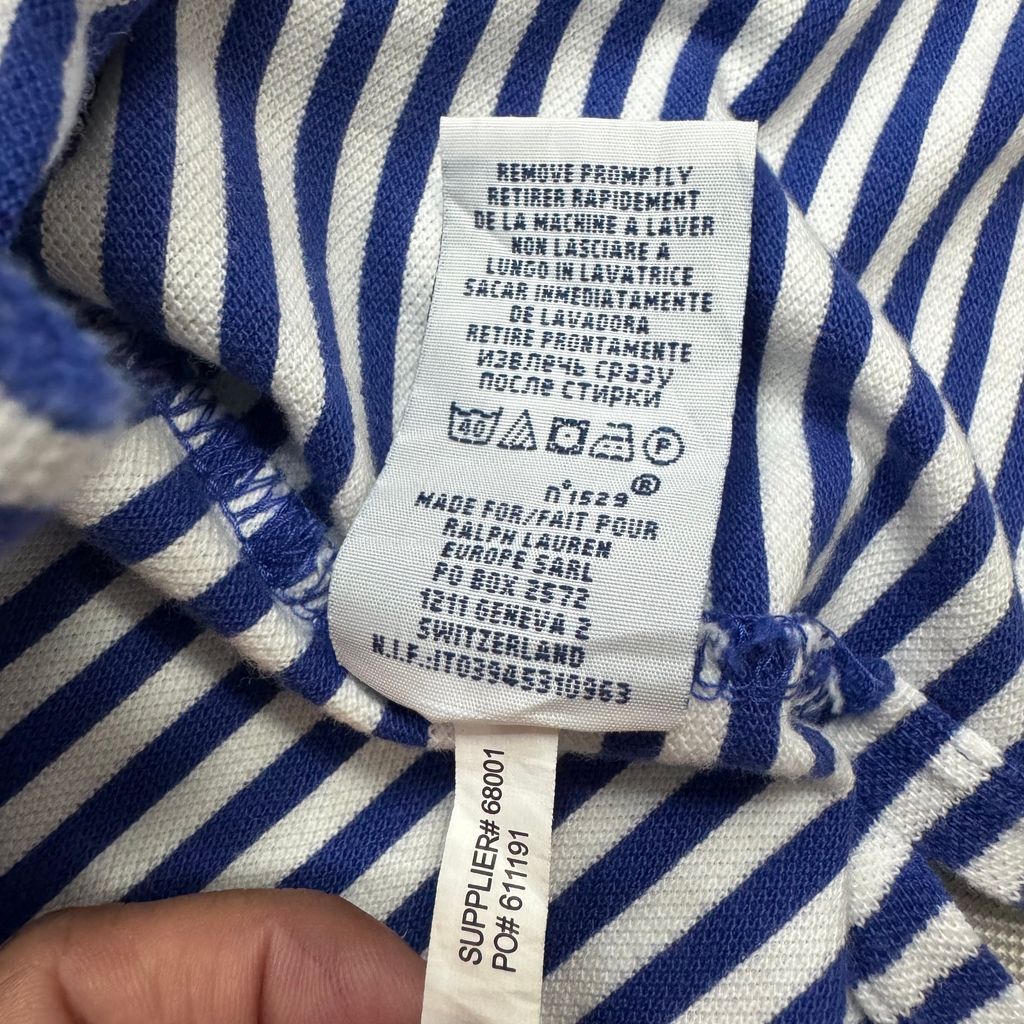 REMOVE PROMPTLY
RETIRER RAPIDEMENT
DE LA MACHINE A LAVER
NON LASCIARE A
LUNGO IN LAVATRICE
SACAR INMEDIATAMENTE
DE LAVADORA
RETIRE PRONTAMENTE
ИЗВЛЕЧЬ СРАЗУ
ПОСЛЕ СТИРКИ
40 P
n°1529®
MADE FOR/FAIT POUR
RALPH LAUREN
EUROPE SARL
PO BOX 2572
1211 GENEVA 2
SWITZERLAND
N.I.F.:IT03945310963
SUPPLIER# 68001
PO# 611191